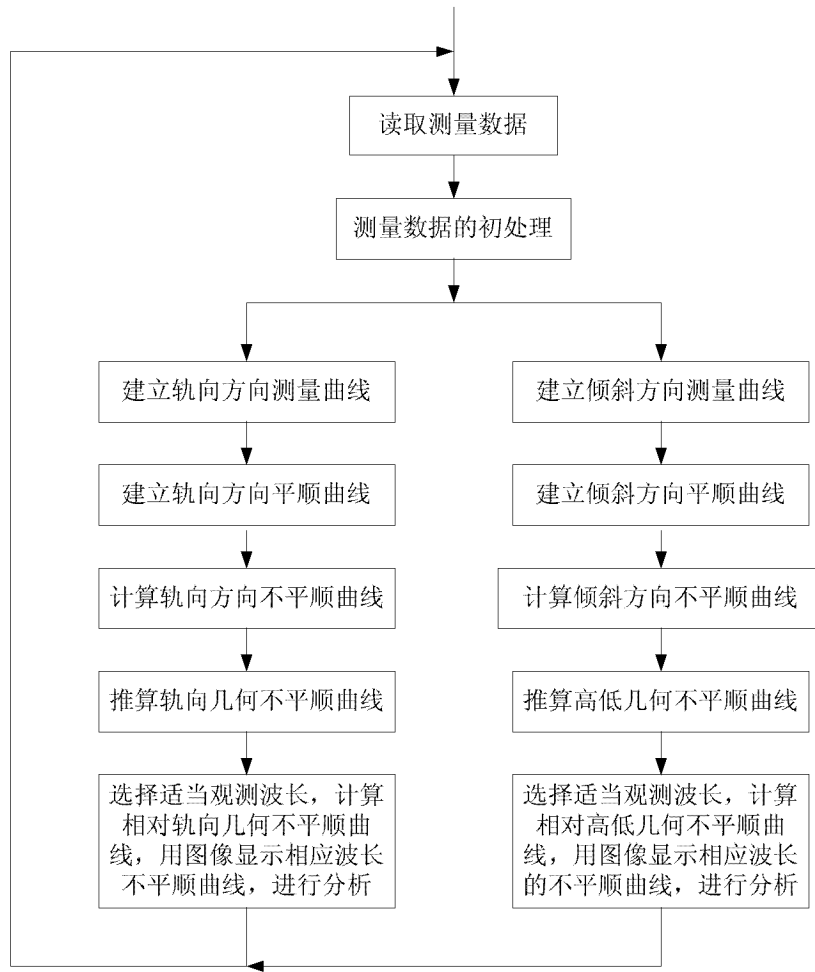 读取测量数据
测量数据的初处理
建立轨向方向测量曲线
建立轨向方向平顺曲线
计算轨向方向不平顺曲线
推算轨向几何不平顺曲线
选择适当观测波长，计算
相对轨向几何不平顺曲
线，用图像显示相应波长
不平顺曲线，进行分析
建立倾斜方向测量曲线
建立倾斜方向平顺曲线
计算倾斜方向不平顺曲线
推算高低几何不平顺曲线
选择适当观测波长，计算
相对高低几何不平顺曲
线，用图像显示相应波长
的不平顺曲线，进行分析